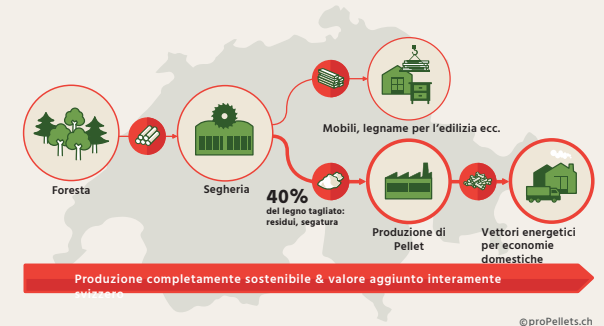 Mobili, legname per l'edilizia ecc.
Foresta
Segheria
40%
del legno tagliato:
residui, segatura
Produzione di
Pellet
Vettori energetici
per economie
domestiche
Produzione completamente sostenibile & valore aggiunto interamente
svizzero
©proPellets.ch